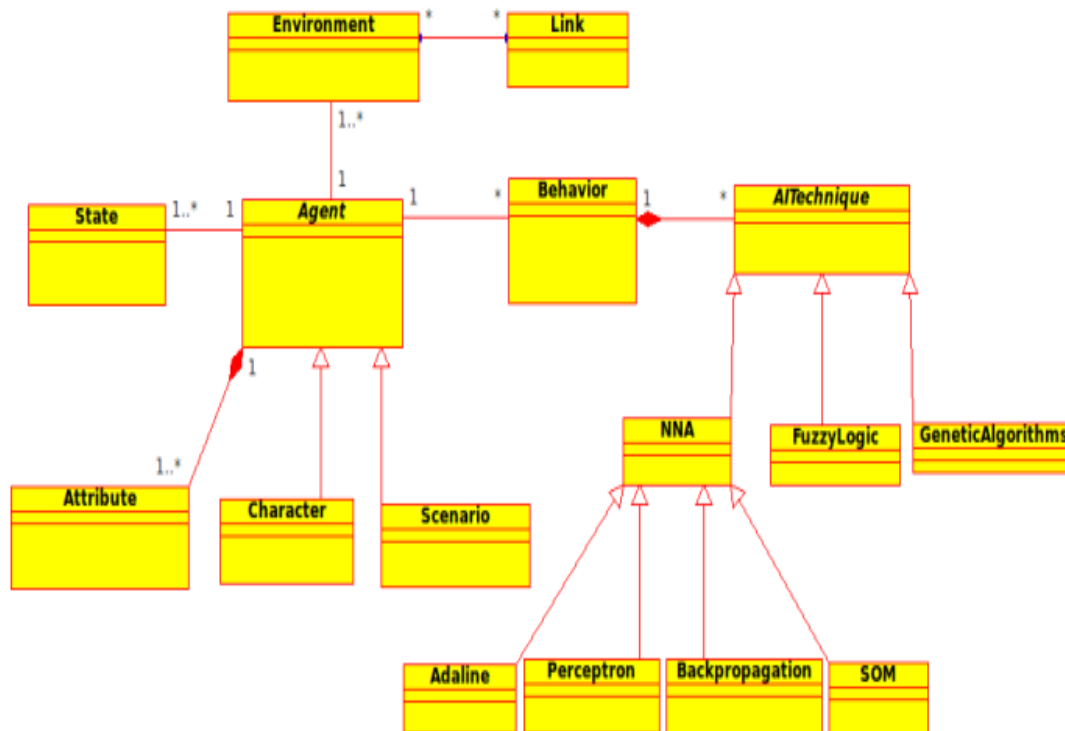 Environment
* *
Link
1..*
1
State
1..* 1
Agent
1 *
Behavior
1 *
AITechnique
1
1..*
Attribute
Character
Scenario
NNA
FuzzyLogic
GeneticAlgorithms
Adaline
Perceptron
Backpropagation
SOM